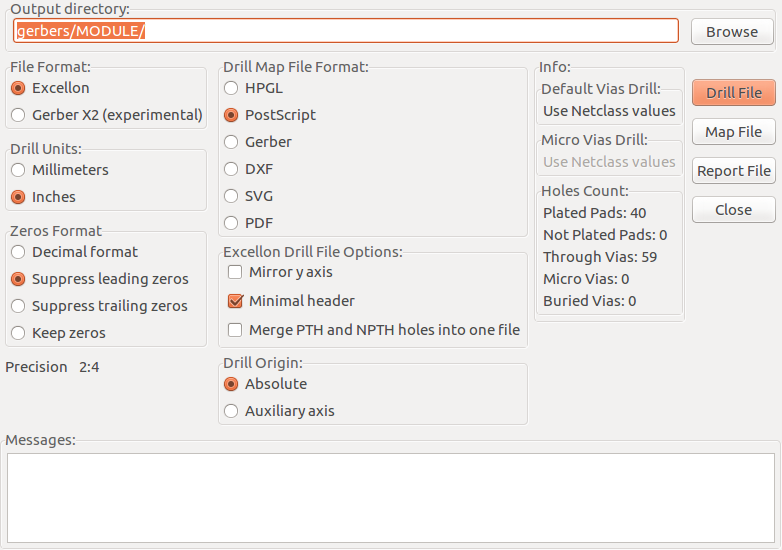 Output directory:
gerbers/MODULE/
Browse
File Format:
Excellon
Gerber X2 (experimental)
Drill Units:
Millimeters
Inches
Zeros Format
Decimal format
Suppress leading zeros
Suppress trailing zeros
Keep zeros
Precision 2:4
Drill Map File Format:
HPGL
PostScript
Gerber
DXF
SVG
PDF
Excellon Drill File Options:
Mirror y axis
Minimal header
Merge PTH and NPTH holes into one file
Drill Origin:
Absolute
Auxiliary axis
Info:
Default Vias Drill:
Use Netclass values
Micro Vias Drill:
Use Netclass values
Holes Count:
Plated Pads: 40
Not Plated Pads: 0
Through Vias: 59
Micro Vias: 0
Buried Vias: 0
Drill File
Map File
Report File
Close
Messages: